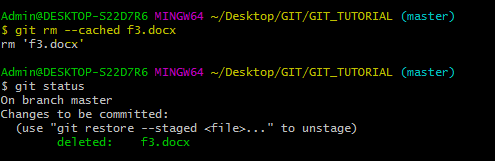 Admin@DESKTOP-S22D7R6 MINGW64 ~/Desktop/GIT/GIT_TUTORIAL (master)
$ git rm --cached f3.docx
rm 'f3.docx'

Admin@DESKTOP-S22D7R6 MINGW64 ~/Desktop/GIT/GIT_TUTORIAL (master)
$ git status
On branch master
Changes to be committed:
  (use "git restore --staged <file>..." to unstage)
        deleted:    f3.docx